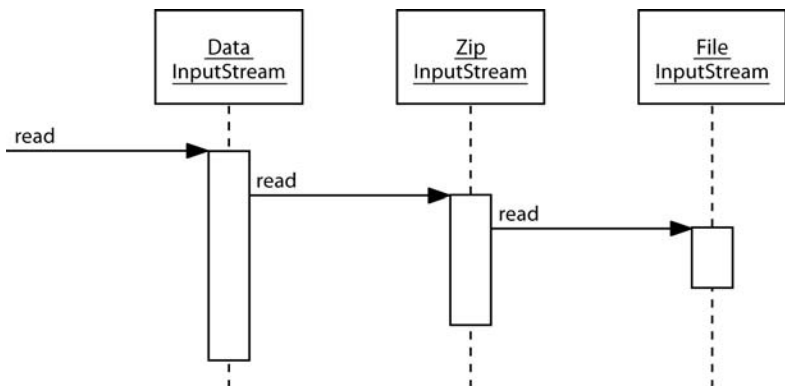 Data
InputStream
Zip
InputStream
File
InputStream
read
read
read